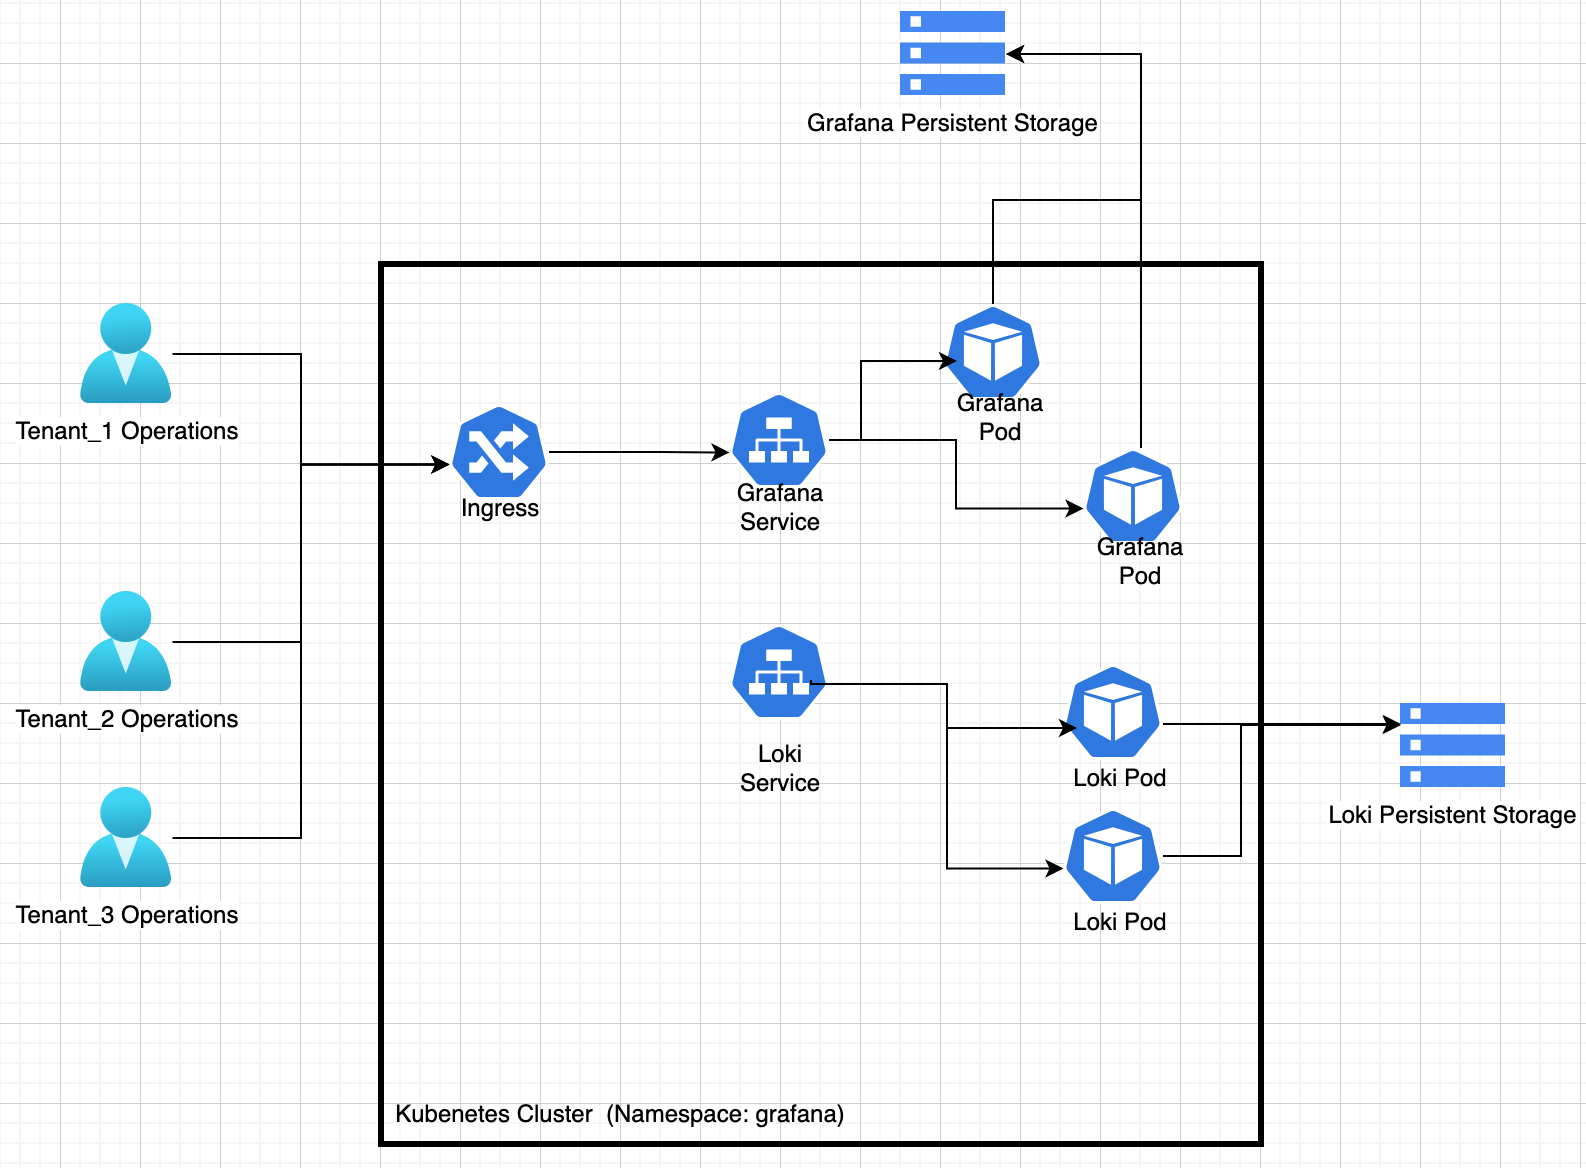 Grafana Persistent Storage
Tenant_1 Operations
Ingress
Grafana
Service
Grafana
Pod
Grafana
Pod
Tenant_2 Operations
Loki
Service
Loki Pod
Loki Persistent Storage
Tenant_3 Operations
Loki Pod
Kubenetes Cluster  (Namespace: grafana)